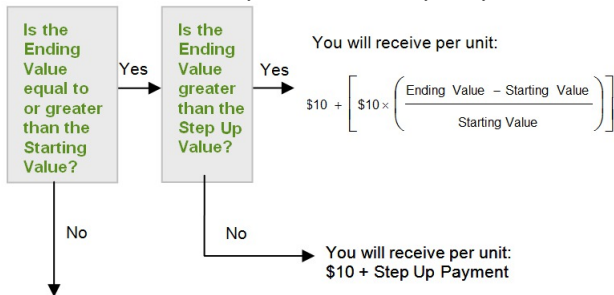 Is the
Ending
Value
equal to
or greater
than the
Starting
Value?
Yes
Is the
Ending
Value
greater
than the
Step Up
Value?
Yes
You will receive per unit:
$10 + [ $10 × ( Ending Value – Starting Value / Starting Value ) ]
No
No
You will receive per unit:
$10 + Step Up Payment